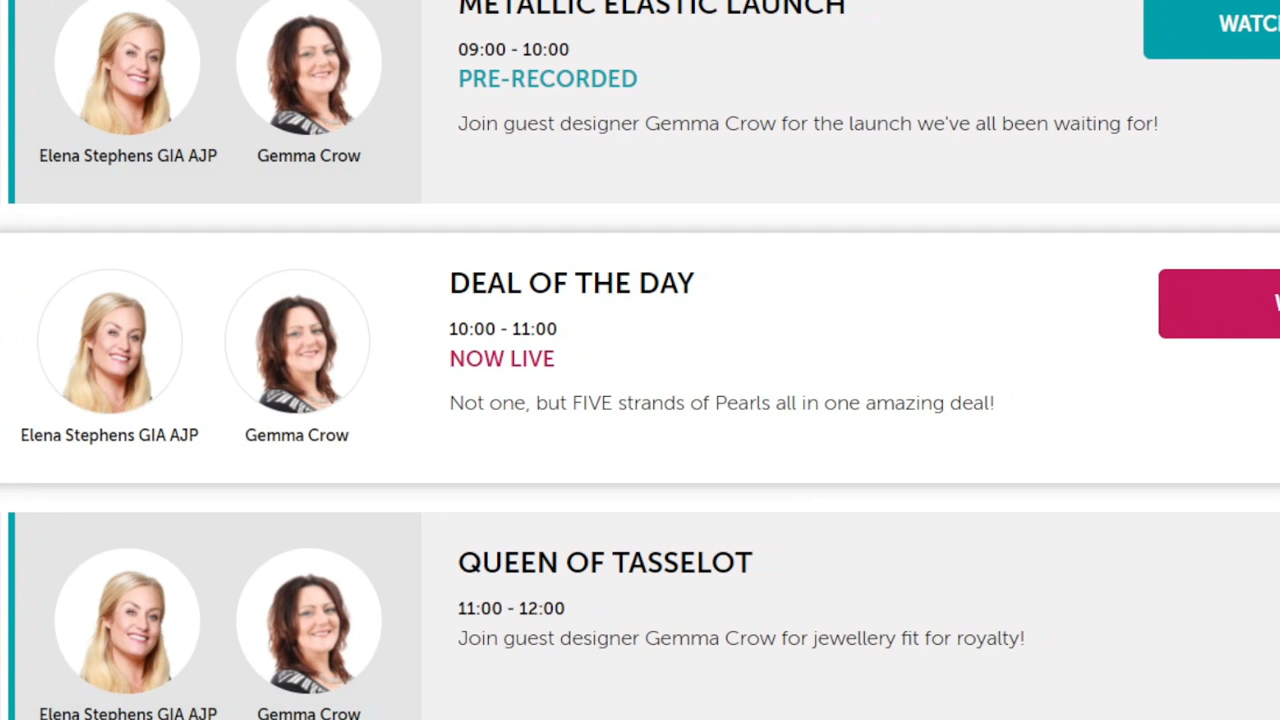 METALLIC ELASTIC LAUNCH
WATCH
09:00 - 10:00
PRE-RECORDED
Join guest designer Gemma Crow for the launch we've all been waiting for!
Elena Stephens GIA AJP
Gemma Crow
DEAL OF THE DAY
10:00 - 11:00
NOW LIVE
Not one, but FIVE strands of Pearls all in one amazing deal!
Elena Stephens GIA AJP
Gemma Crow
QUEEN OF TASSELOT
11:00 - 12:00
Join guest designer Gemma Crow for jewellery fit for royalty!
Elena Stephens GIA AJP
Gemma Crow